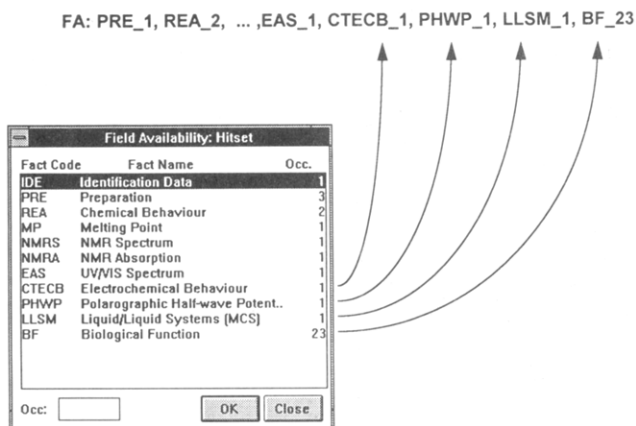 FA: PRE_1, REA_2, ... ,EAS_1, CTECB_1, PHWP_1, LLSM_1, BF_23
Field Availability: Hitset
Fact Code Fact Name Occ.
IDE Identification Data 1
PRE Preparation 3
REA Chemical Behaviour 2
MP Melting Point 1
NMRS NMR Spectrum 1
NMRA NMR Absorption 1
EAS UV/VIS Spectrum 1
CTECB Electrochemical Behaviour 1
PHWP Polarographic Half-wave Potent.. 1
LLSM Liquid/Liquid Systems (MCS) 1
BF Biological Function 23
Occ: OK Close